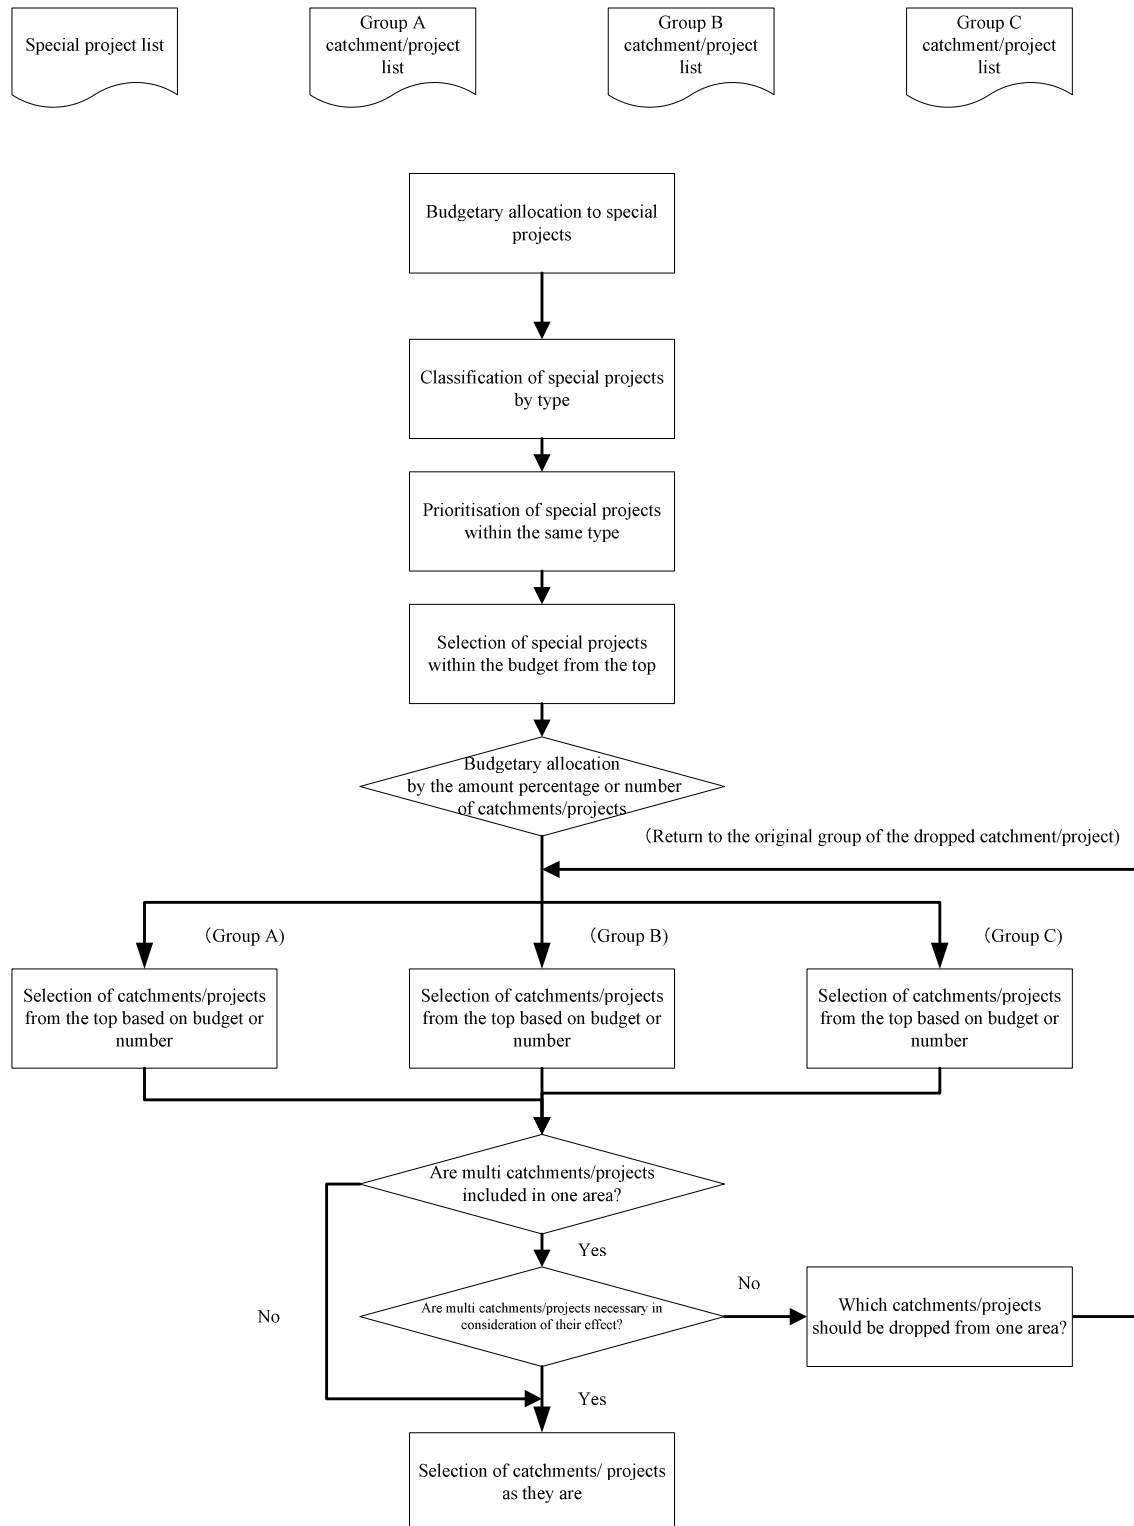 Special project list
Group A
catchment/project
list
Group B
catchment/project
list
Group C
catchment/project
list
Budgetary allocation to special
projects
Classification of special projects
by type
Prioritisation of special projects
within the same type
Selection of special projects
within the budget from the top
Budgetary allocation
by the amount percentage or number
of catchments/projects
（Return to the original group of the dropped catchment/project)
（Group A)
（Group B)
（Group C)
Selection of catchments/projects
from the top based on budget or
number
Selection of catchments/projects
from the top based on budget or
number
Selection of catchments/projects
from the top based on budget or
number
Are multi catchments/projects
included in one area?
Yes
No
Are multi catchments/projects necessary in
consideration of their effect?
No
Which catchments/projects
should be dropped from one area?
Yes
Selection of catchments/ projects
as they are